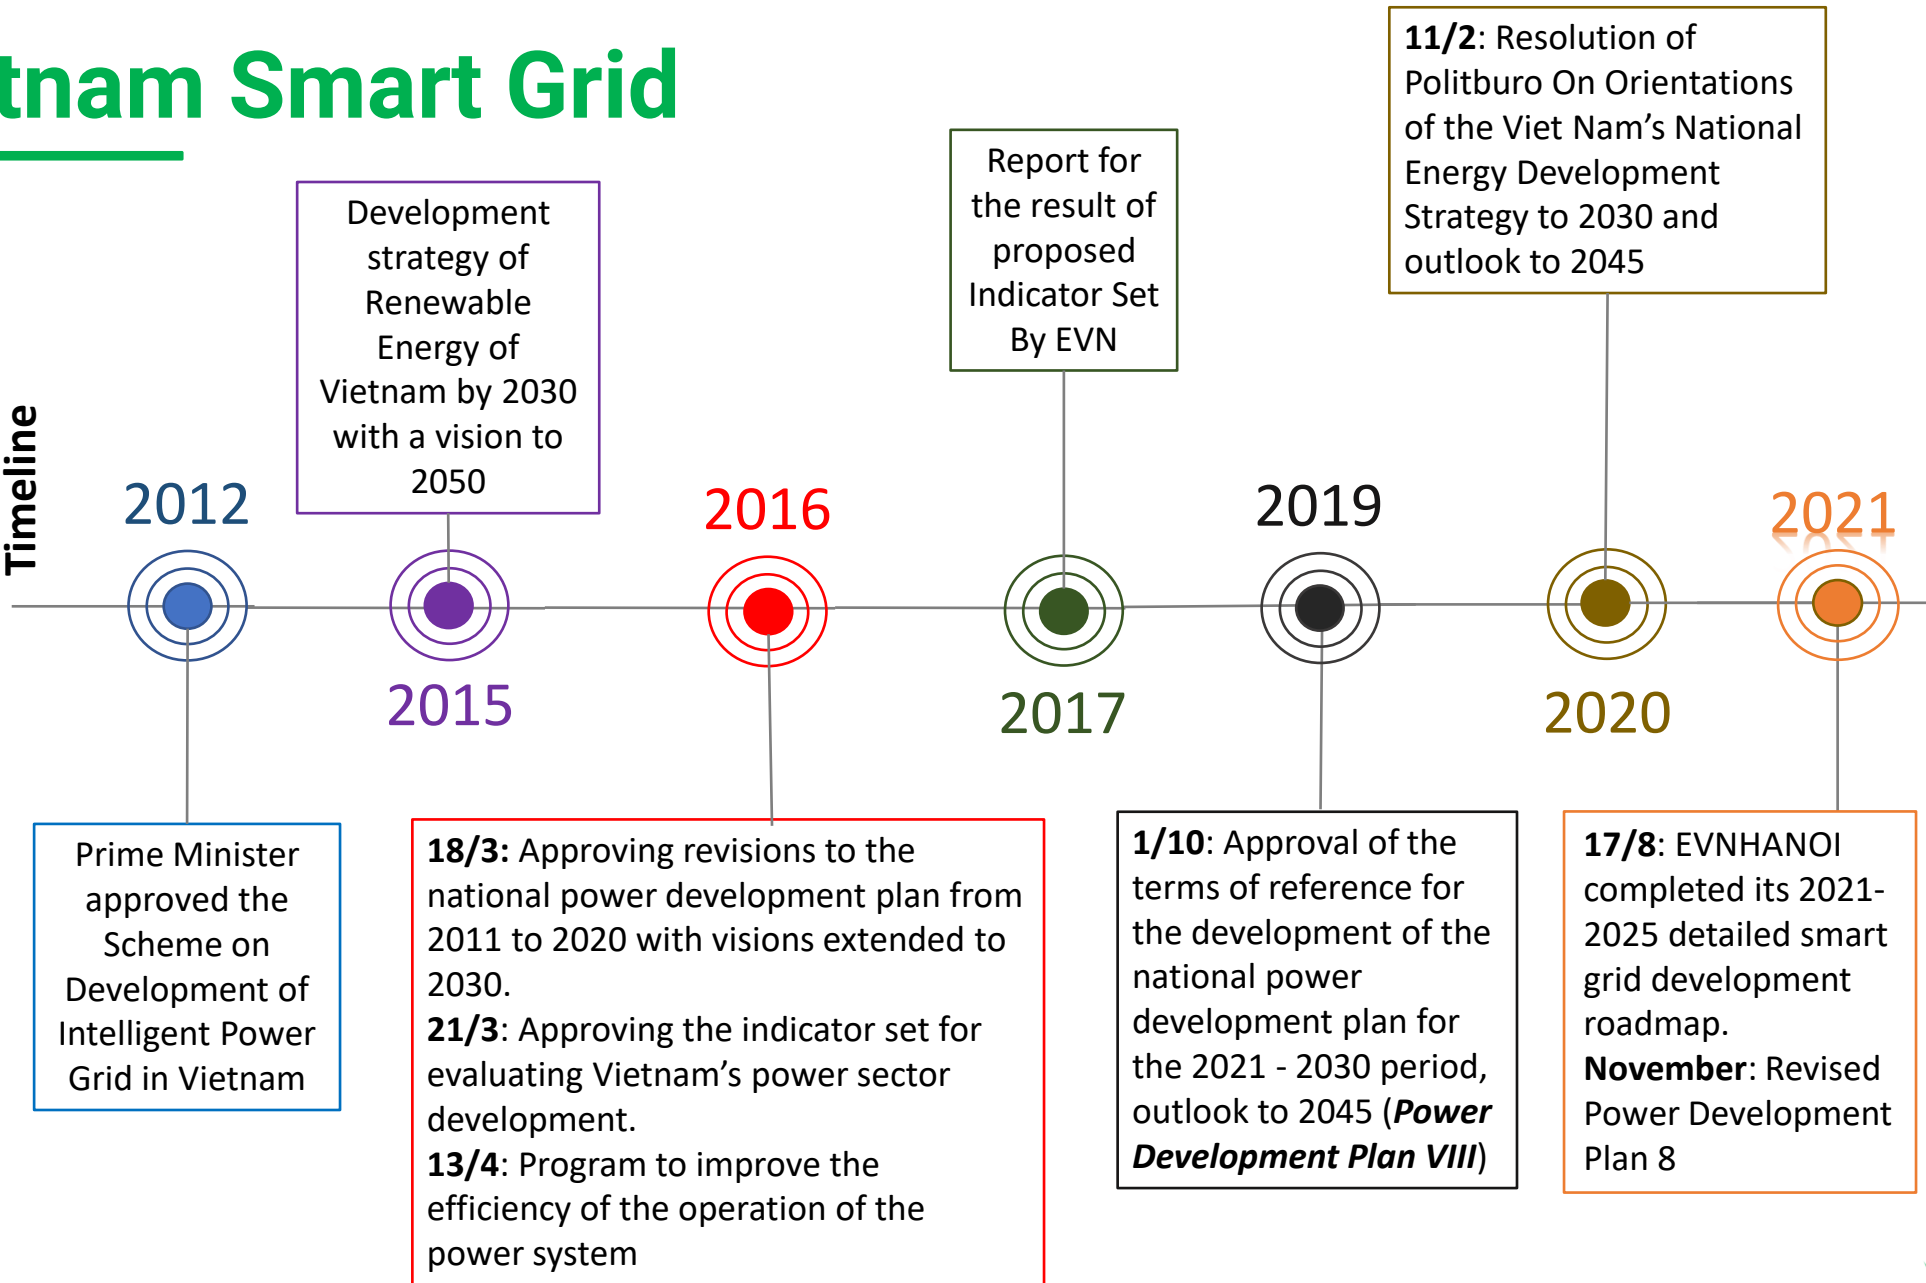 tnam Smart Grid
Timeline
2012
Prime Minister
approved the
Scheme on
Development of
Intelligent Power
Grid in Vietnam
Development
strategy of
Renewable
Energy of
Vietnam by 2030
with a vision to
2050
2015
2016
18/3: Approving revisions to the
national power development plan from
2011 to 2020 with visions extended to
2030.
21/3: Approving the indicator set for
evaluating Vietnam’s power sector
development.
13/4: Program to improve the
efficiency of the operation of the
power system
Report for
the result of
proposed
Indicator Set
By EVN
2017
2019
1/10: Approval of the
terms of reference for
the development of the
national power
development plan for
the 2021 - 2030 period,
outlook to 2045 (Power
Development Plan VIII)
11/2: Resolution of
Politburo On Orientations
of the Viet Nam’s National
Energy Development
Strategy to 2030 and
outlook to 2045
2020
2021
17/8: EVNHANOI
completed its 2021-
2025 detailed smart
grid development
roadmap.
November: Revised
Power Development
Plan 8